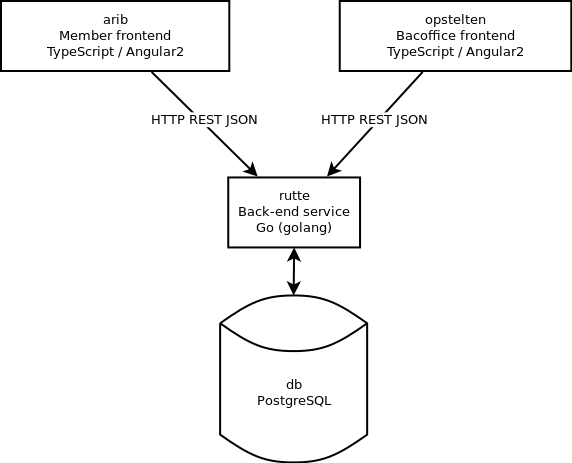 arib
Member frontend
TypeScript / Angular2
opstelten
Bacoffice frontend
TypeScript / Angular2
HTTP REST JSON
HTTP REST JSON
rutte
Back-end service
Go (golang)
db
PostgreSQL